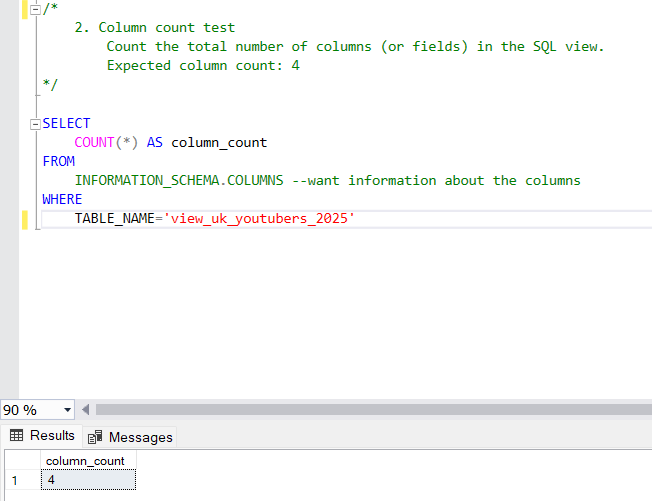 /*
2. Column count test
Count the total number of columns (or fields) in the SQL view.
Expected column count: 4
*/
SELECT
COUNT(*) AS column_count
FROM
INFORMATION_SCHEMA.COLUMNS --want information about the columns
WHERE
TABLE_NAME='view_uk_youtubers_2025'
90 %
Results Messages
column_count
1 4